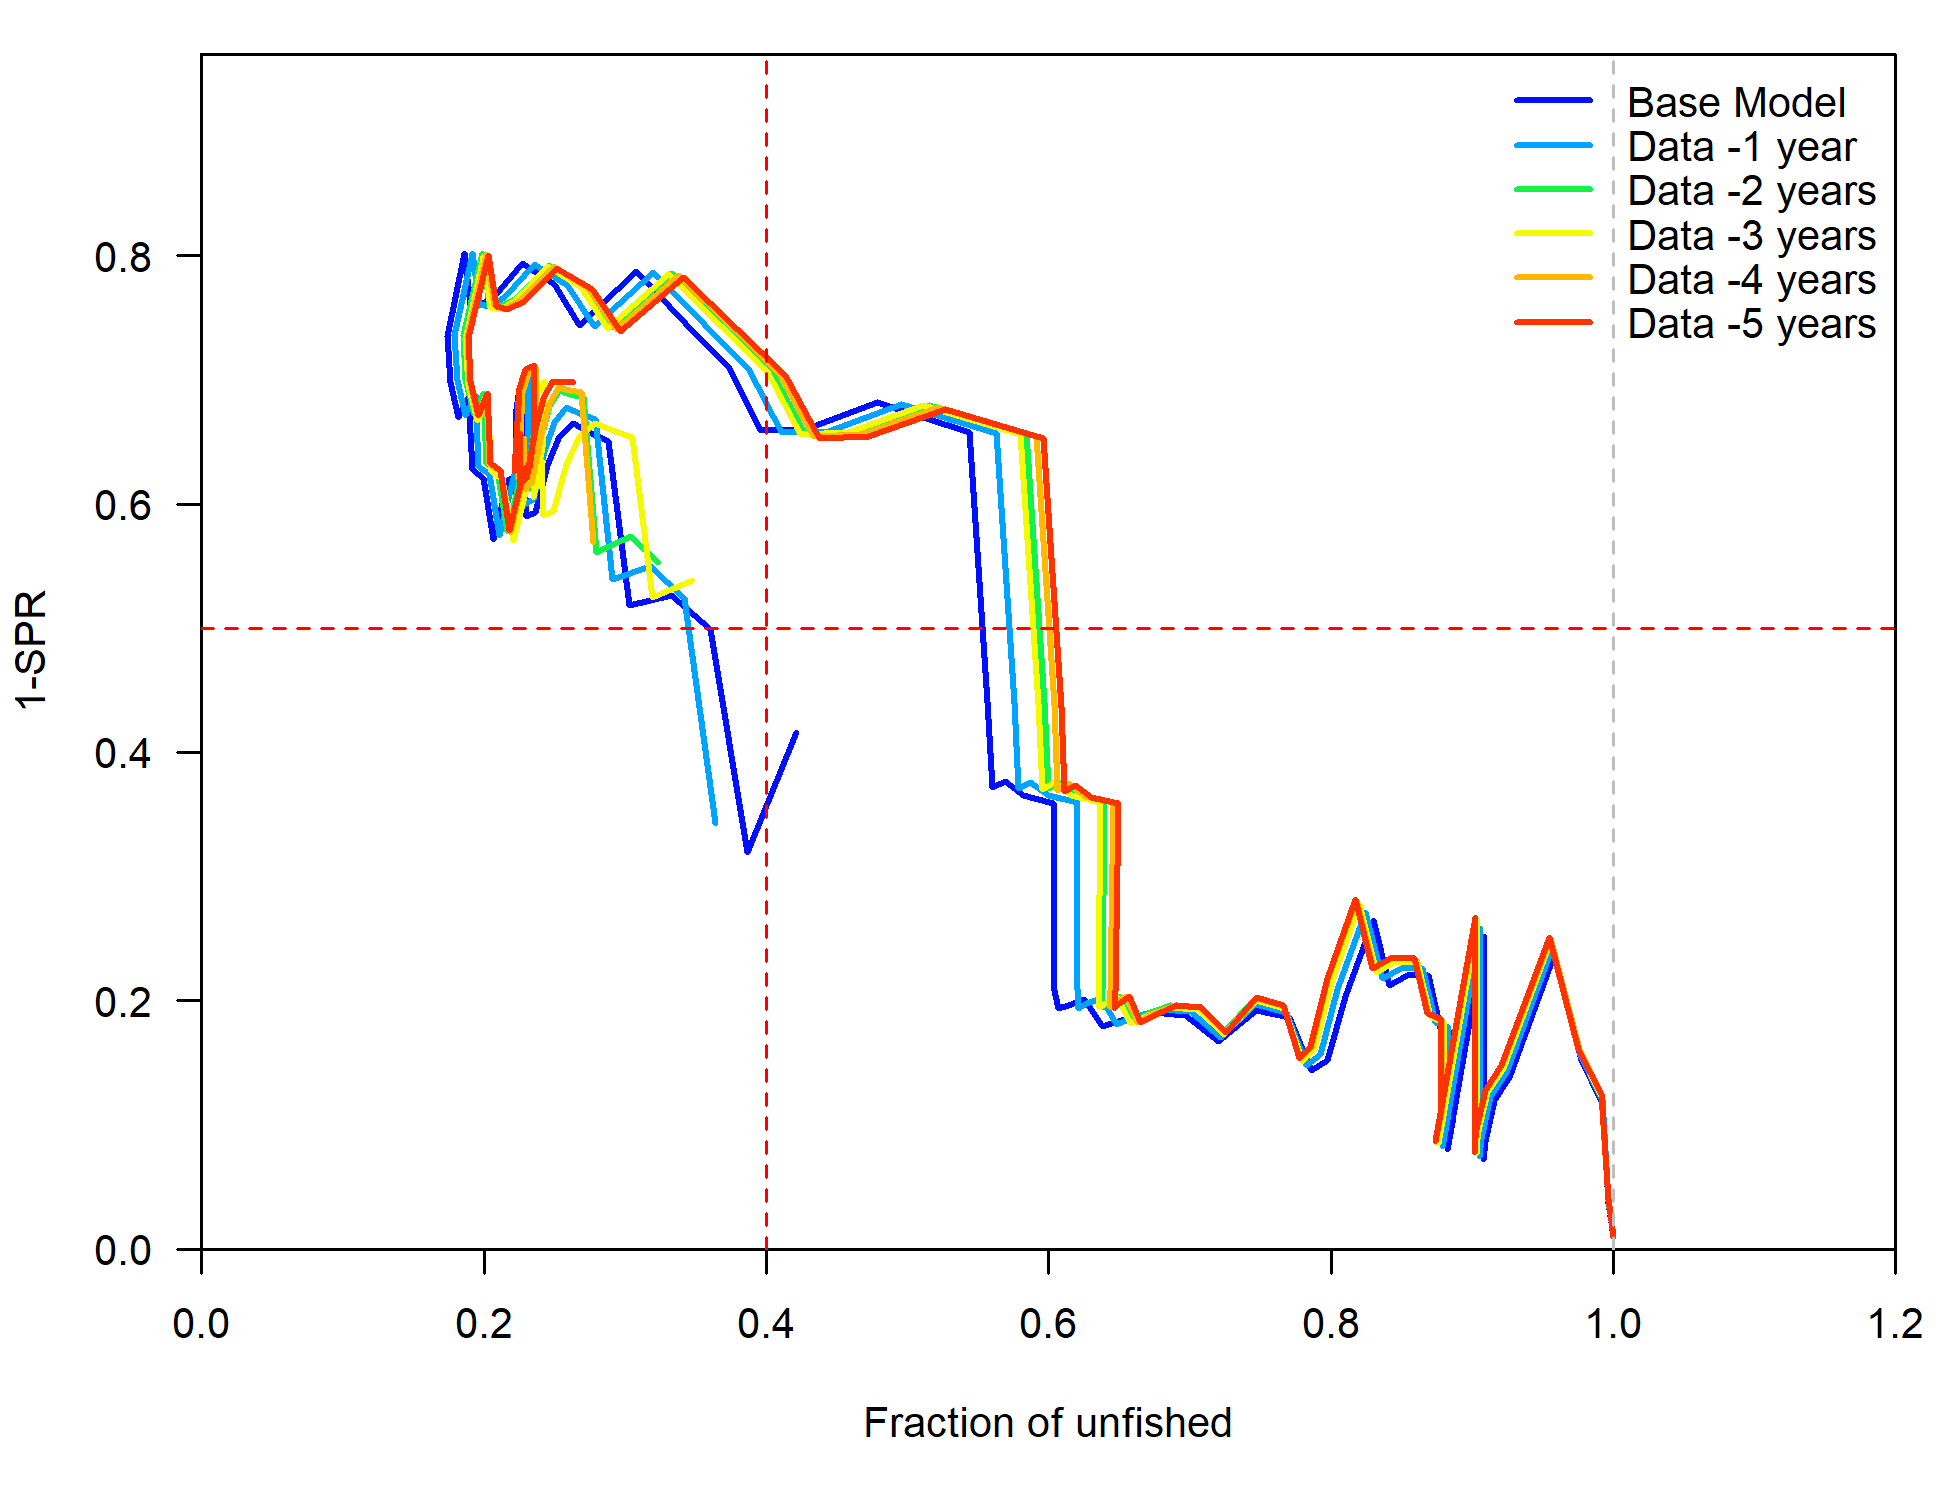 Base Model
Data -1 year
Data -2 years
Data -3 years
Data -4 years
Data -5 years
0.8
0.6
0.4
0.2
0.0
1-SPR
0.0 0.2 0.4 0.6 0.8 1.0 1.2
Fraction of unfished